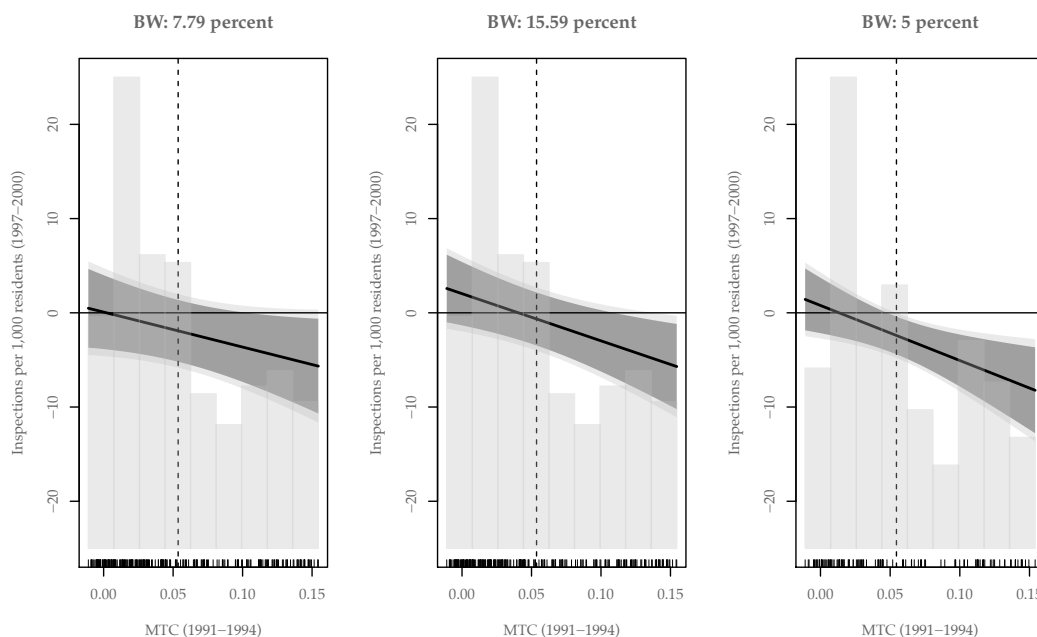 BW: 7.79 percent
Inspections per 1,000 residents (1997−2000)
20
10
0
−10
−20
0.00 0.05 0.10 0.15
MTC (1991−1994)
BW: 15.59 percent
Inspections per 1,000 residents (1997−2000)
20
10
0
−10
−20
0.00 0.05 0.10 0.15
MTC (1991−1994)
BW: 5 percent
Inspections per 1,000 residents (1997−2000)
20
10
0
−10
−20
0.00 0.05 0.10 0.15
MTC (1991−1994)